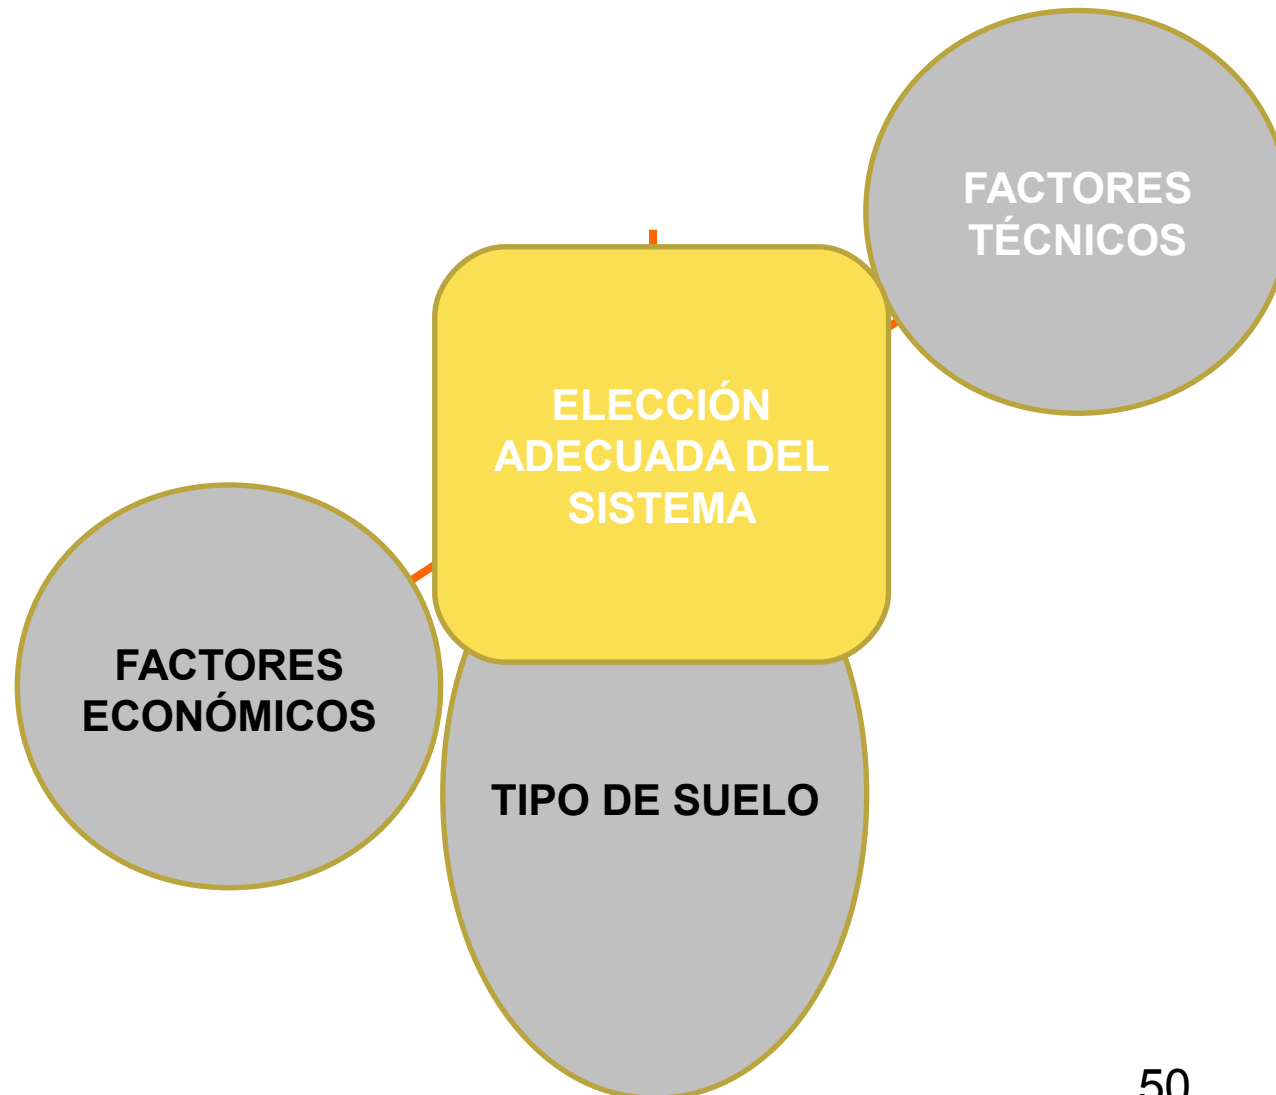 FACTORES
TÉCNICOS
ELECCIÓN
ADECUADA DEL
SISTEMA
FACTORES
ECONÓMICOS
TIPO DE SUELO
50